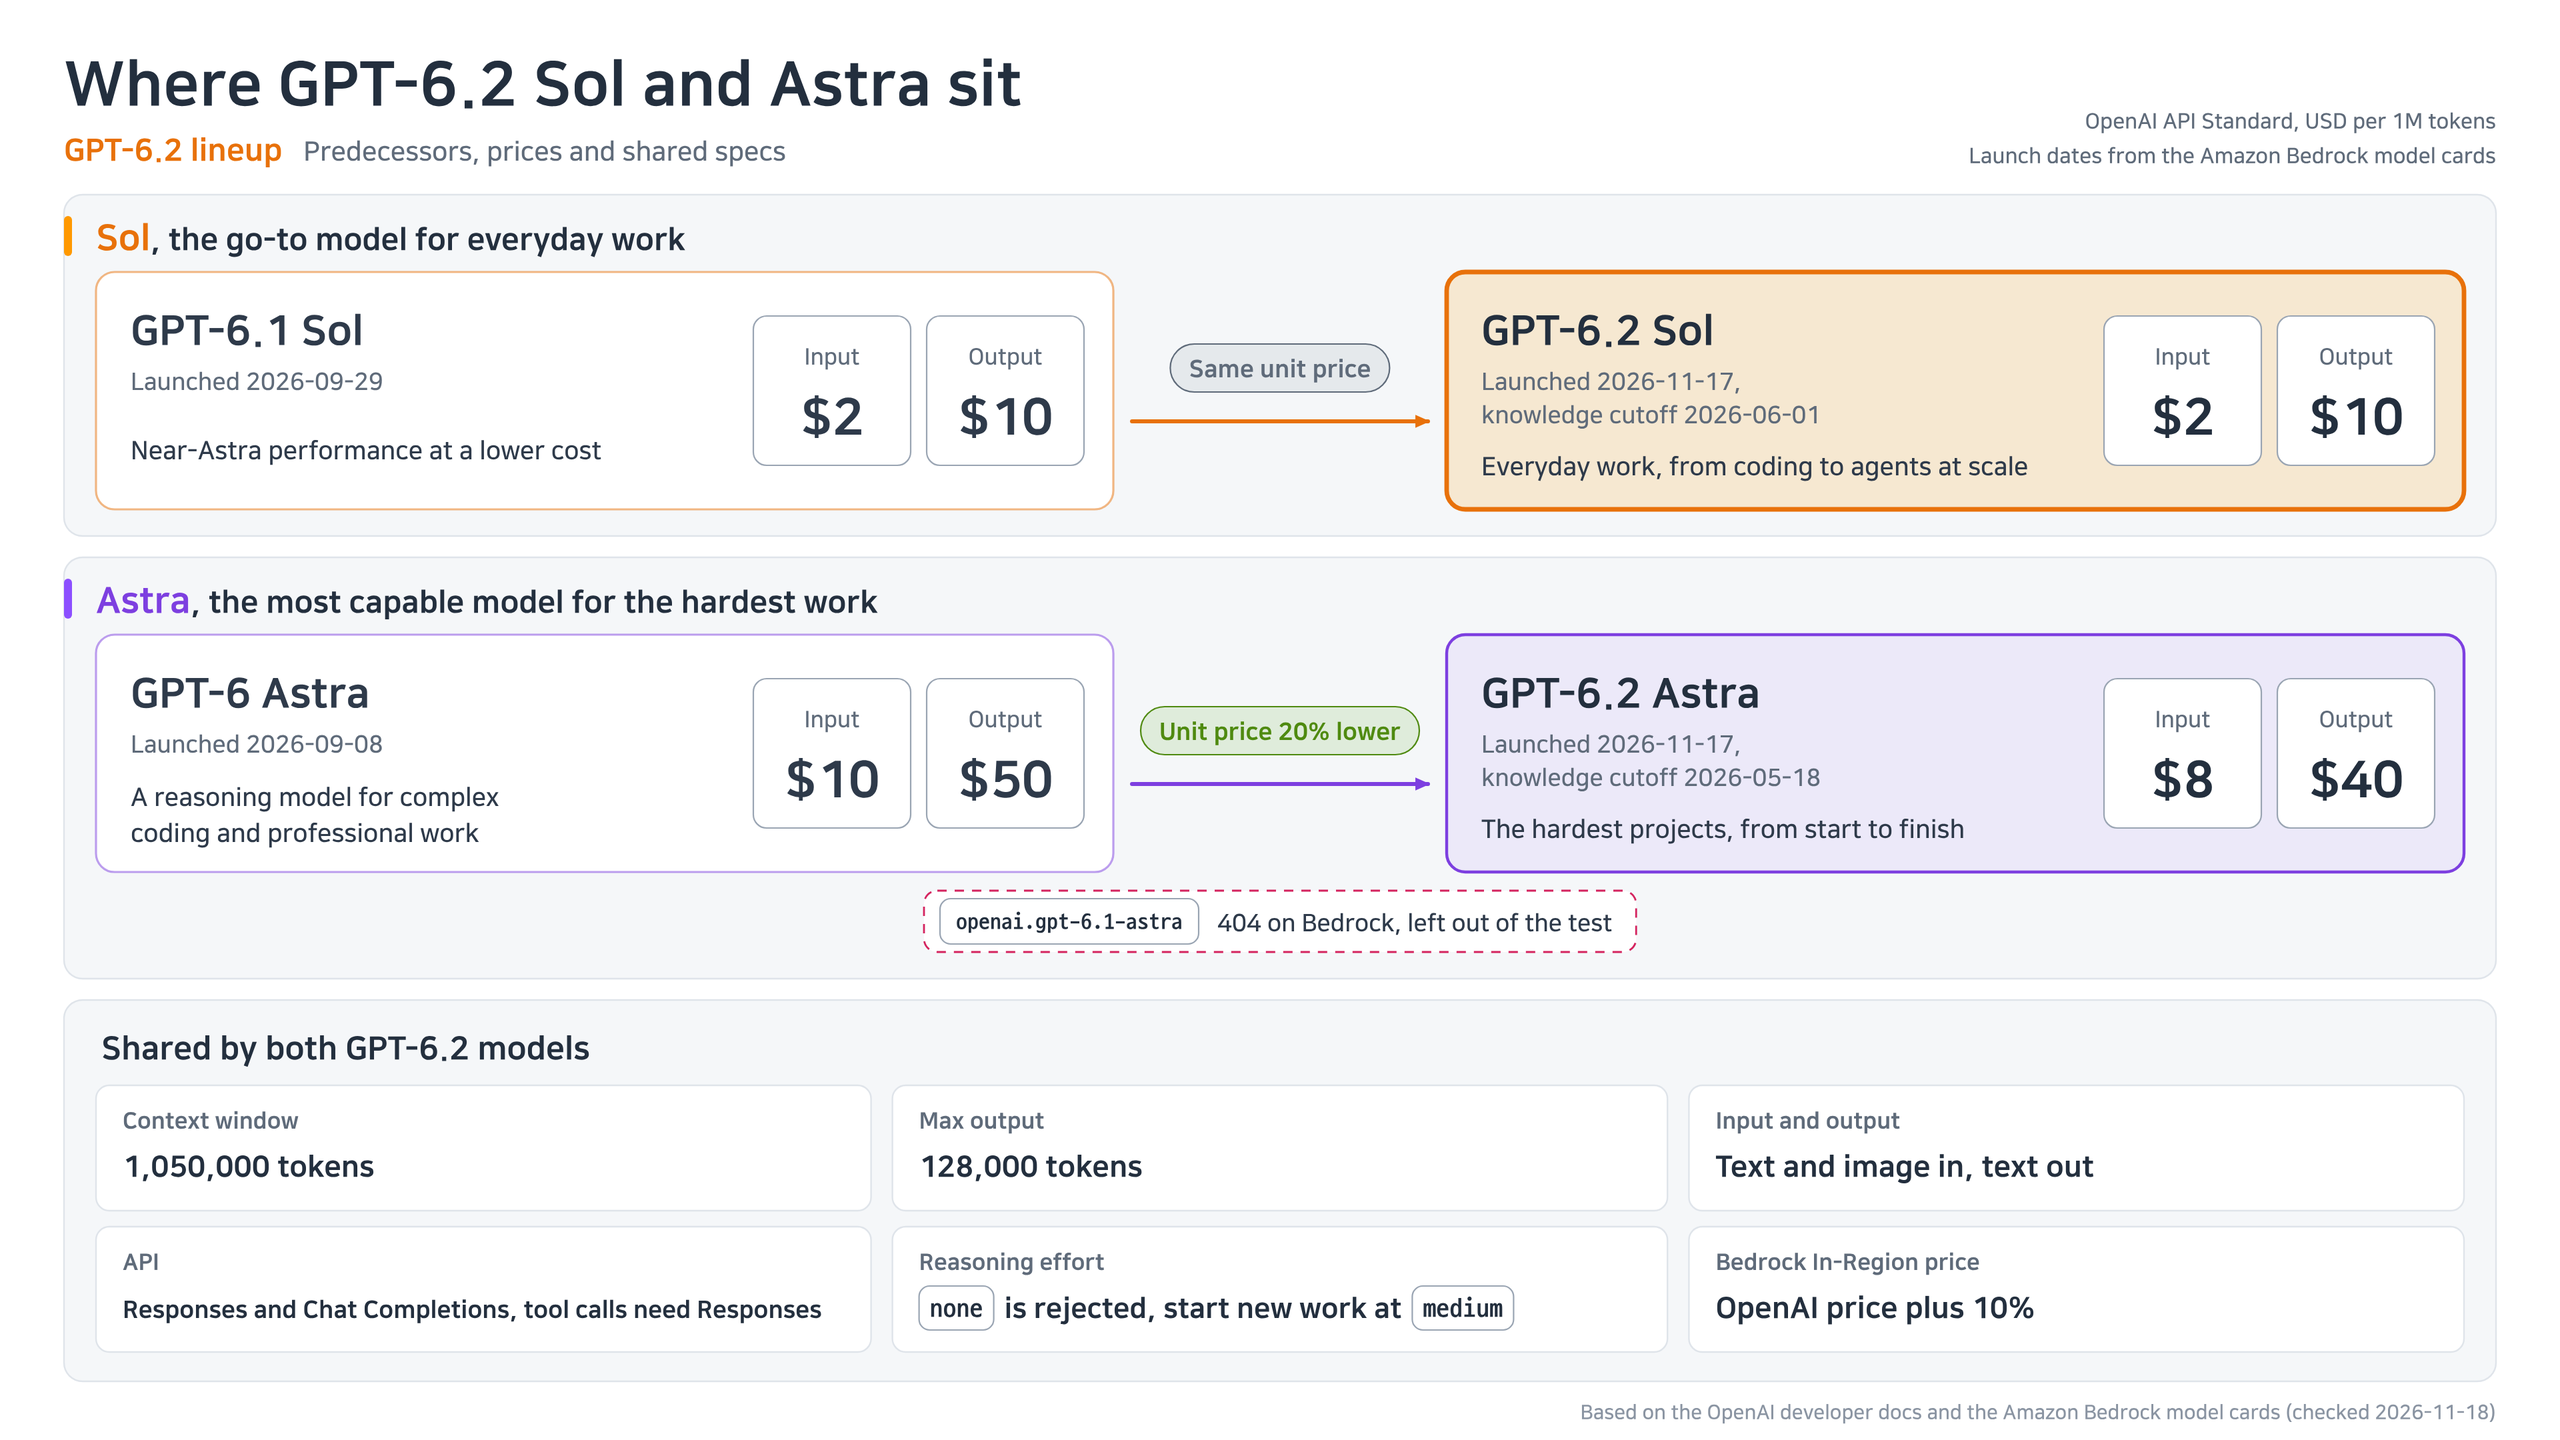 Where GPT-6.2 Sol and Astra sit
GPT-6.2 lineup Predecessors, prices and shared specs
OpenAI API Standard, USD per 1M tokens
Launch dates from the Amazon Bedrock model cards
Sol, the go-to model for everyday work
GPT-6.1 Sol
Launched 2026-09-29
Near-Astra performance at a lower cost
Input
$2
Output
$10
Same unit price
GPT-6.2 Sol
Launched 2026-11-17,
knowledge cutoff 2026-06-01
Everyday work, from coding to agents at scale
Input
$2
Output
$10
Astra, the most capable model for the hardest work
GPT-6 Astra
Launched 2026-09-08
A reasoning model for complex
coding and professional work
Input
$10
Output
$50
Unit price 20% lower
GPT-6.2 Astra
Launched 2026-11-17,
knowledge cutoff 2026-05-18
The hardest projects, from start to finish
Input
$8
Output
$40
openai.gpt-6.1-astra 404 on Bedrock, left out of the test
Shared by both GPT-6.2 models
Context window
1,050,000 tokens
Max output
128,000 tokens
Input and output
Text and image in, text out
API
Responses and Chat Completions, tool calls need Responses
Reasoning effort
none is rejected, start new work at medium
Bedrock In-Region price
OpenAI price plus 10%
Based on the OpenAI developer docs and the Amazon Bedrock model cards (checked 2026-11-18)